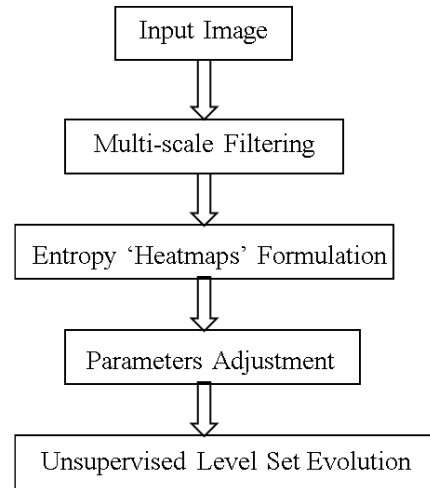 Input Image
Multi-scale Filtering
Entropy ‘Heatmaps’ Formulation
Parameters Adjustment
Unsupervised Level Set Evolution